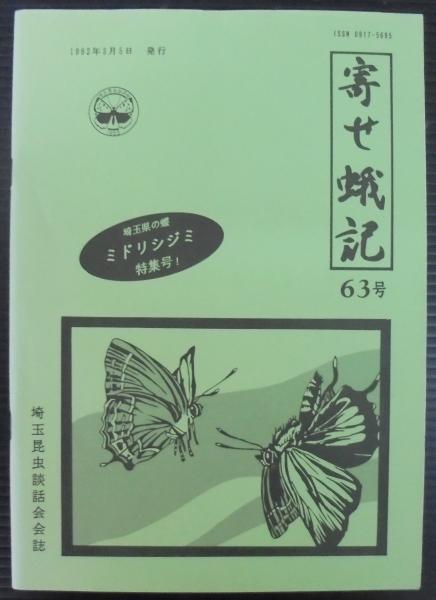 ISSN 0917-5695
1992年3月5日　発行
寄せ蛾記
63号
埼玉県の蝶
ミドリシジミ
特集号!
埼玉昆虫談話会会誌